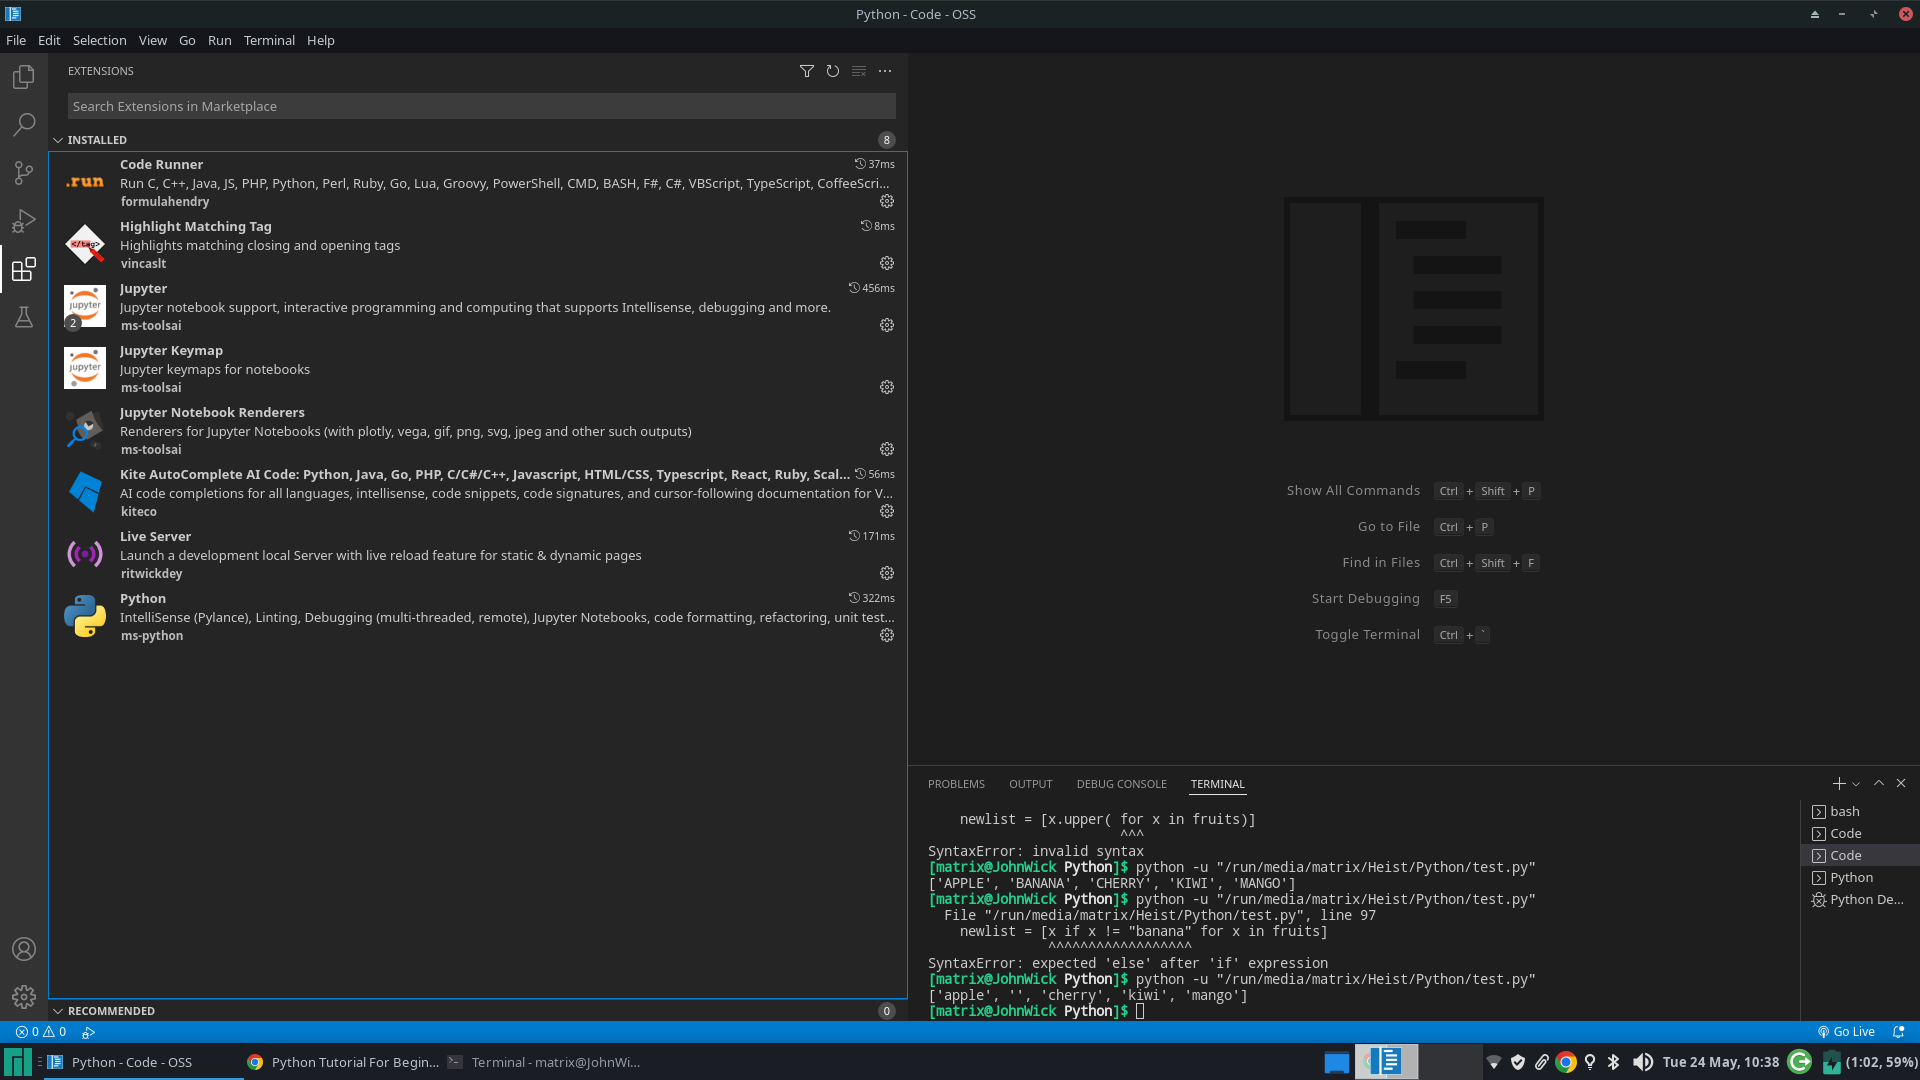 Python - Code - OSS
File Edit Selection View Go Run Terminal Help
EXTENSIONS
Search Extensions in Marketplace
INSTALLED 8
.run
Code Runner 37ms
Run C, C++, Java, JS, PHP, Python, Perl, Ruby, Go, Lua, Groovy, PowerShell, CMD, BASH, F#, C#, VBScript, TypeScript, CoffeeScri...
formulahendry
</tag>
Highlight Matching Tag 8ms
Highlights matching closing and opening tags
vincaslt
jupyter
2
Jupyter 456ms
Jupyter notebook support, interactive programming and computing that supports Intellisense, debugging and more.
ms-toolsai
jupyter
Jupyter Keymap
Jupyter keymaps for notebooks
ms-toolsai
Jupyter Notebook Renderers
Renderers for Jupyter Notebooks (with plotly, vega, gif, png, svg, jpeg and other such outputs)
ms-toolsai
Kite AutoComplete AI Code: Python, Java, Go, PHP, C/C#/C++, Javascript, HTML/CSS, Typescript, React, Ruby, Scal... 56ms
AI code completions for all languages, intellisense, code snippets, code signatures, and cursor-following documentation for V...
kiteco
Live Server 171ms
Launch a development local Server with live reload feature for static & dynamic pages
ritwickdey
Python 322ms
IntelliSense (Pylance), Linting, Debugging (multi-threaded, remote), Jupyter Notebooks, code formatting, refactoring, unit test...
ms-python
RECOMMENDED 0
Show All Commands Ctrl + Shift + P
Go to File Ctrl + P
Find in Files Ctrl + Shift + F
Start Debugging F5
Toggle Terminal Ctrl + `
PROBLEMS OUTPUT DEBUG CONSOLE TERMINAL
newlist = [x.upper( for x in fruits)]
^^^
SyntaxError: invalid syntax
[matrix@JohnWick Python]$ python -u "/run/media/matrix/Heist/Python/test.py"
['APPLE', 'BANANA', 'CHERRY', 'KIWI', 'MANGO']
[matrix@JohnWick Python]$ python -u "/run/media/matrix/Heist/Python/test.py"
File "/run/media/matrix/Heist/Python/test.py", line 97
newlist = [x if x != "banana" for x in fruits]
^^^^^^^^^^^^^^^^^^
SyntaxError: expected 'else' after 'if' expression
[matrix@JohnWick Python]$ python -u "/run/media/matrix/Heist/Python/test.py"
['apple', '', 'cherry', 'kiwi', 'mango']
[matrix@JohnWick Python]$
bash
Code
Code
Python
Python De...
0 0 Go Live
Python - Code - OSS Python Tutorial For Begin... Terminal - matrix@JohnWi... Tue 24 May, 10:38 (1:02, 59%)